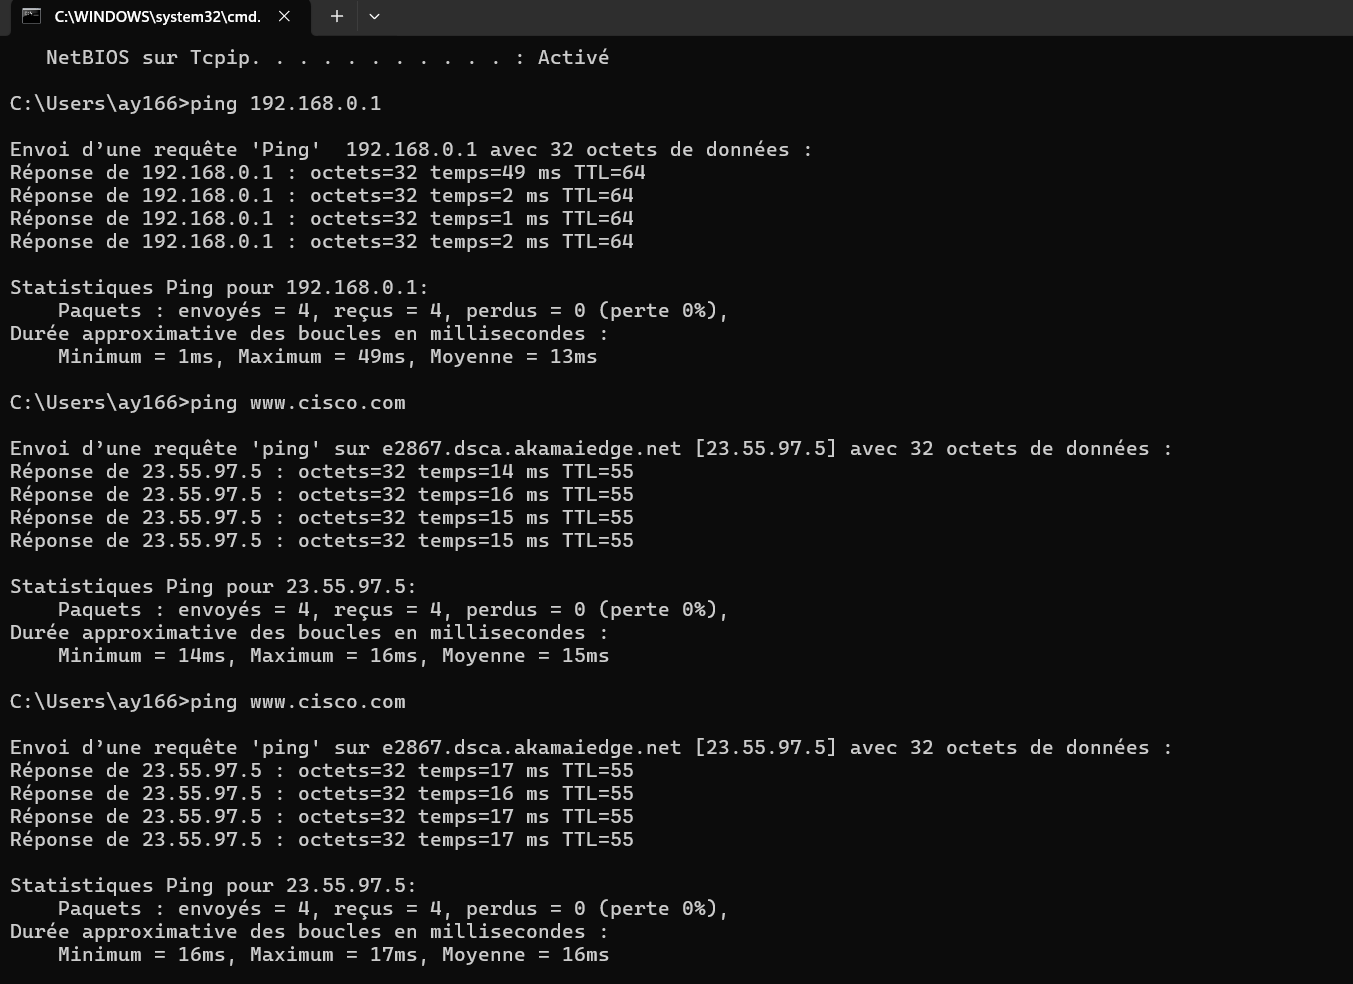 C:\WINDOWS\system32\cmd.
NetBIOS sur Tcpip. . . . . . . . . . . : Activé
C:\Users\ay166>ping 192.168.0.1
Envoi d’une requête 'Ping'  192.168.0.1 avec 32 octets de données :
Réponse de 192.168.0.1 : octets=32 temps=49 ms TTL=64
Réponse de 192.168.0.1 : octets=32 temps=2 ms TTL=64
Réponse de 192.168.0.1 : octets=32 temps=1 ms TTL=64
Réponse de 192.168.0.1 : octets=32 temps=2 ms TTL=64
Statistiques Ping pour 192.168.0.1:
Paquets : envoyés = 4, reçus = 4, perdus = 0 (perte 0%),
Durée approximative des boucles en millisecondes :
Minimum = 1ms, Maximum = 49ms, Moyenne = 13ms
C:\Users\ay166>ping www.cisco.com
Envoi d’une requête 'ping' sur e2867.dsca.akamaiedge.net [23.55.97.5] avec 32 octets de données :
Réponse de 23.55.97.5 : octets=32 temps=14 ms TTL=55
Réponse de 23.55.97.5 : octets=32 temps=16 ms TTL=55
Réponse de 23.55.97.5 : octets=32 temps=15 ms TTL=55
Réponse de 23.55.97.5 : octets=32 temps=15 ms TTL=55
Statistiques Ping pour 23.55.97.5:
Paquets : envoyés = 4, reçus = 4, perdus = 0 (perte 0%),
Durée approximative des boucles en millisecondes :
Minimum = 14ms, Maximum = 16ms, Moyenne = 15ms
C:\Users\ay166>ping www.cisco.com
Envoi d’une requête 'ping' sur e2867.dsca.akamaiedge.net [23.55.97.5] avec 32 octets de données :
Réponse de 23.55.97.5 : octets=32 temps=17 ms TTL=55
Réponse de 23.55.97.5 : octets=32 temps=16 ms TTL=55
Réponse de 23.55.97.5 : octets=32 temps=17 ms TTL=55
Réponse de 23.55.97.5 : octets=32 temps=17 ms TTL=55
Statistiques Ping pour 23.55.97.5:
Paquets : envoyés = 4, reçus = 4, perdus = 0 (perte 0%),
Durée approximative des boucles en millisecondes :
Minimum = 16ms, Maximum = 17ms, Moyenne = 16ms